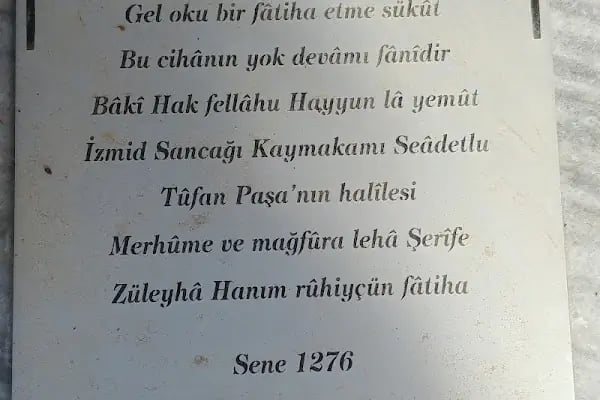 Gel oku bir fâtiha etme sükût
Bu cihânın yok devâmı fânîdir
Bâkî Hak fellâhu Hayyun lâ yemût
İzmid Sancağı Kaymakamı Seâdetlu
Tûfan Paşa'nın halîlesi
Merhûme ve mağfûra lehâ Şerîfe
Züleyhâ Hanım rûhiyçün fâtiha
Sene 1276